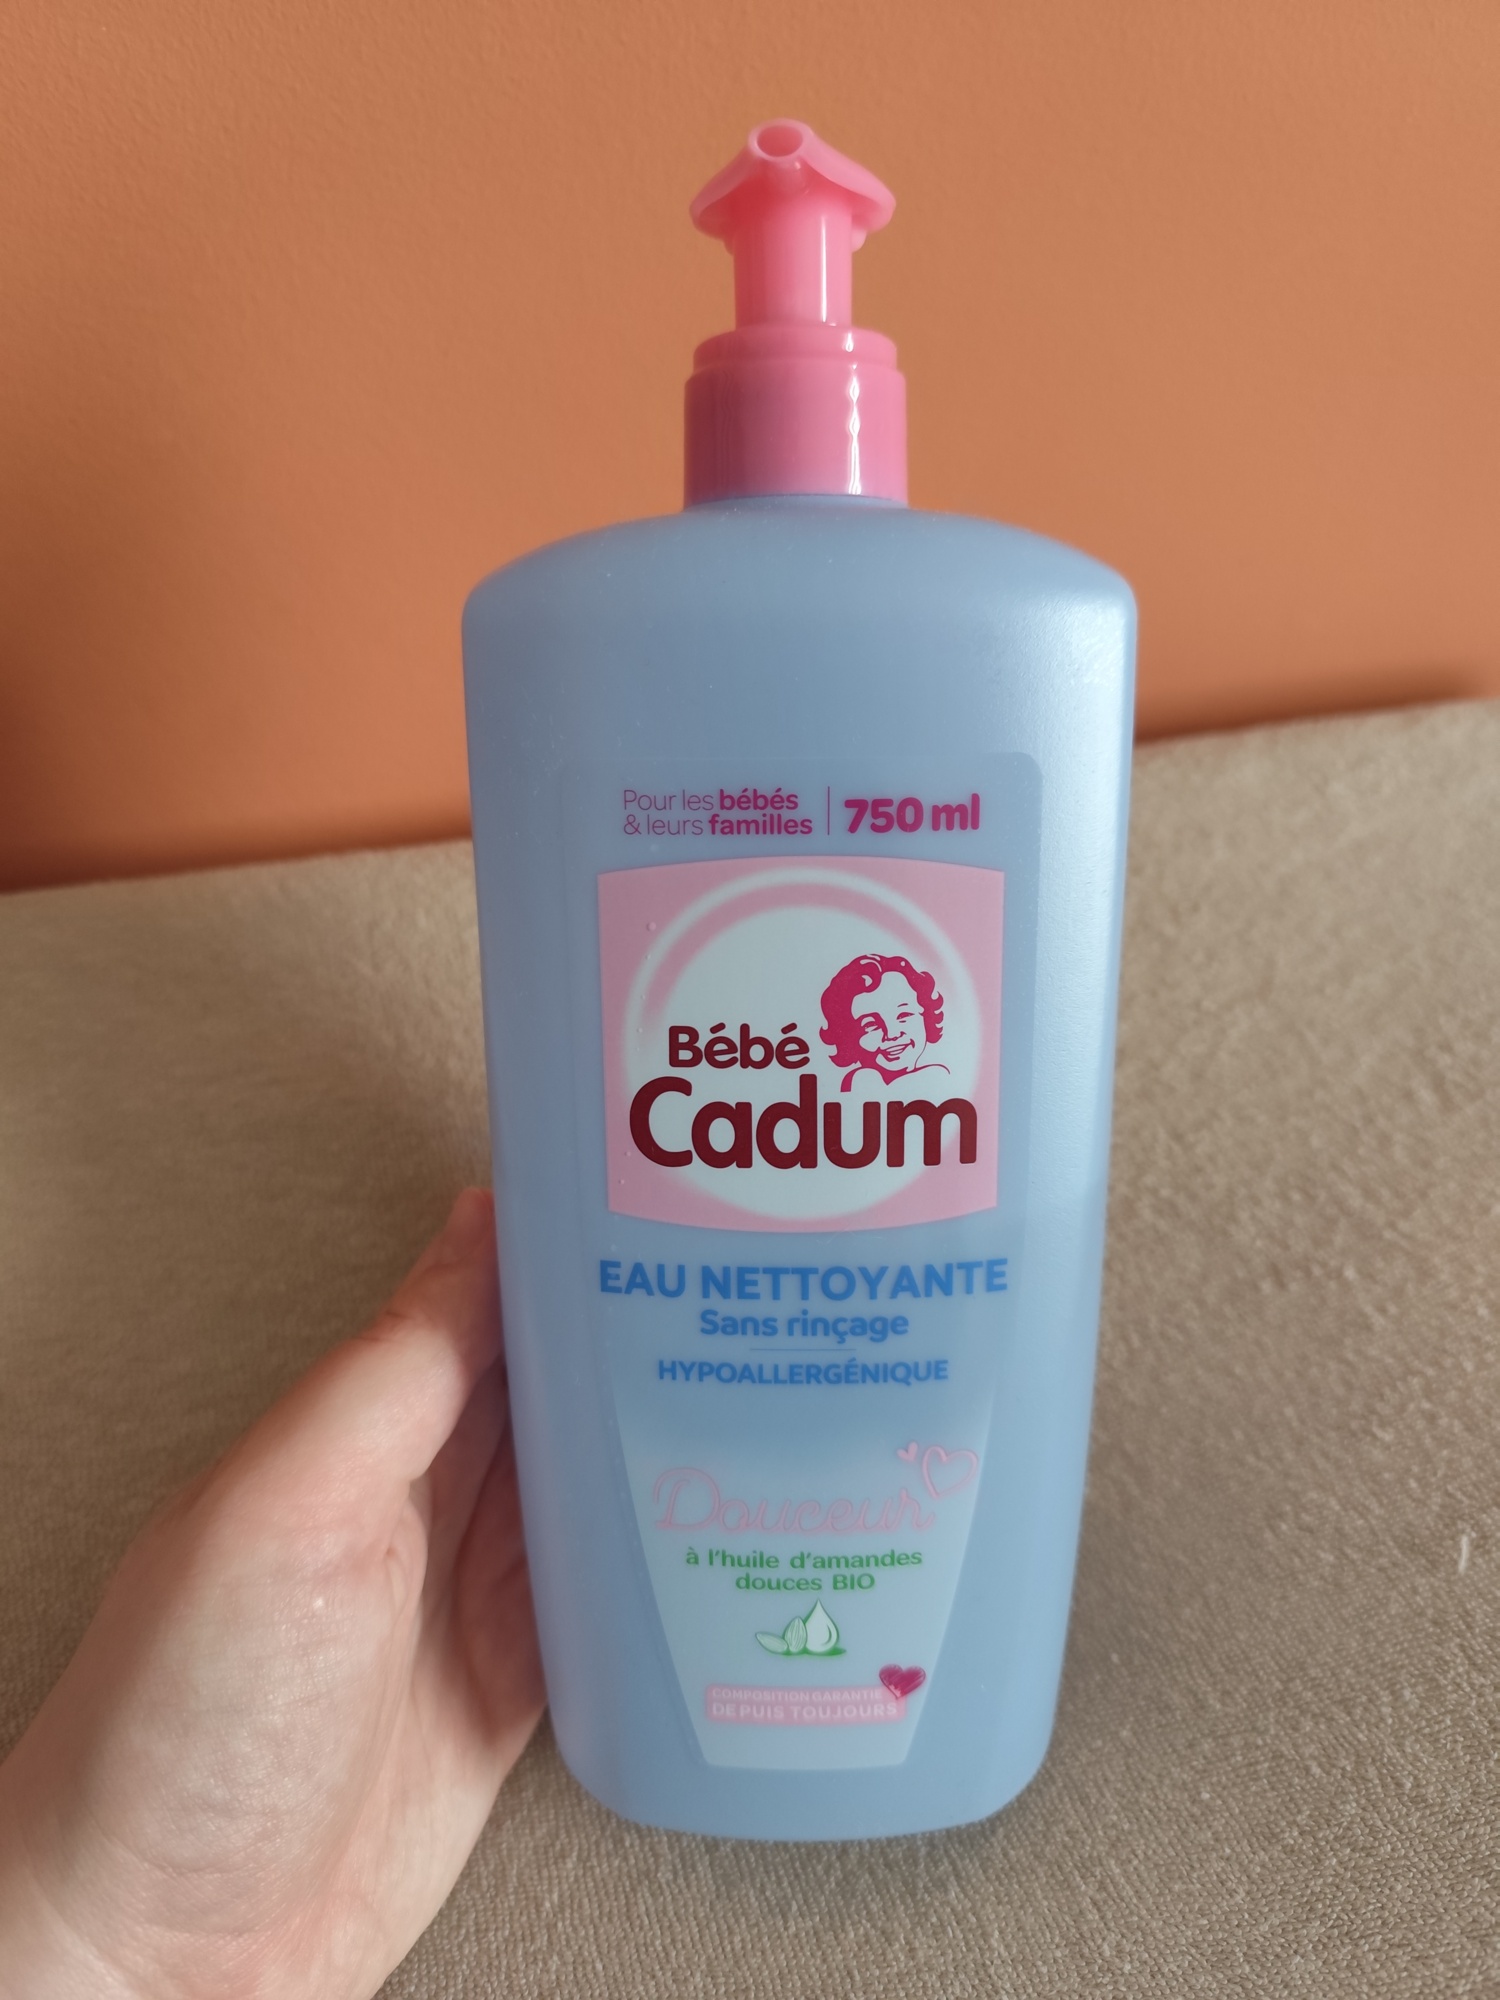 Pour les bébés
& leurs familles
750 ml
Bébé
Cadum
EAU NETTOYANTE
Sans rinçage
HYPOALLERGÉNIQUE
Douceur
à l'huile d'amandes
douces BIO
COMPOSITION GARANTIE
DEPUIS TOUJOURS